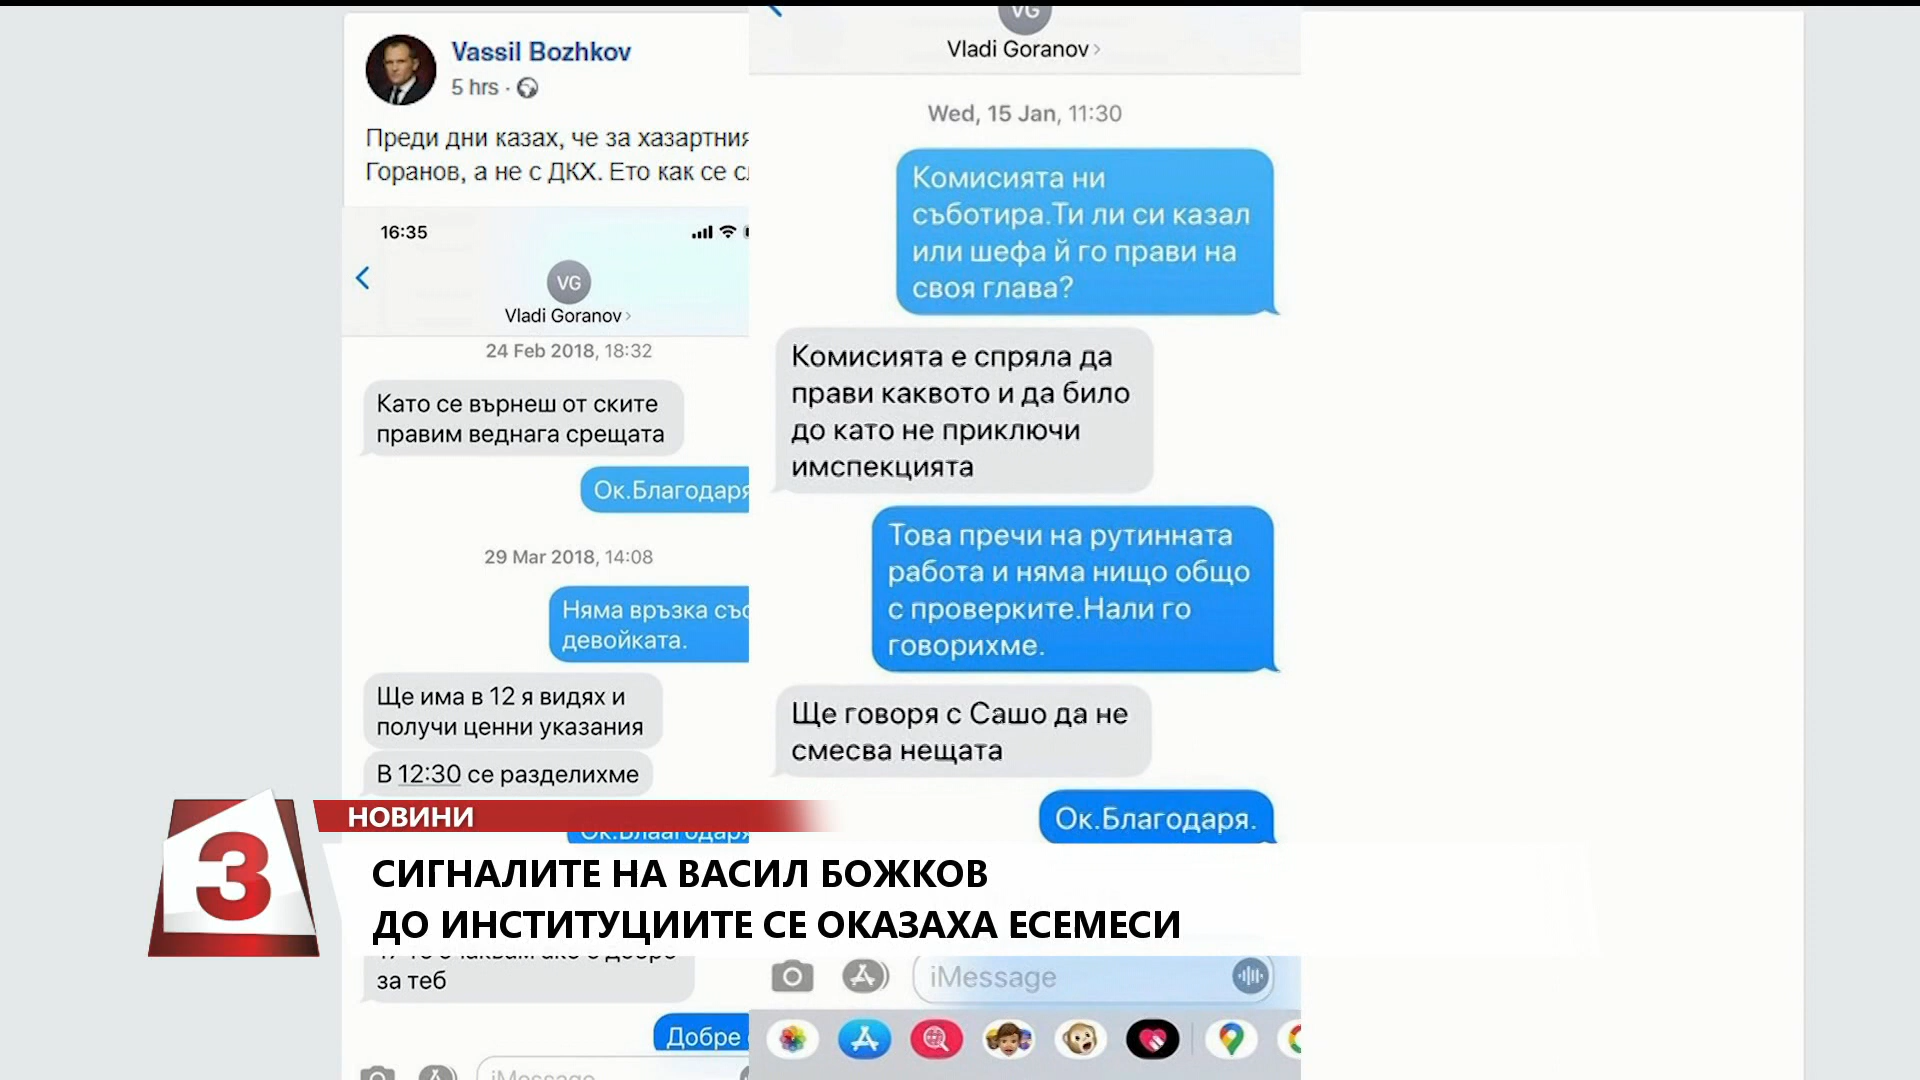 Vassil Bozhkov
5 hrs ·
Преди дни казах, че за хазартния
Горанов, а не с ДКХ. Ето как се
16:35
VG
Vladi Goranov
24 Feb 2018, 18:32
Като се върнеш от ските
правим веднага срещата
Ок.Благодаря
29 Mar 2018, 14:08
Няма връзка със
девойката.
Ще има в 12 я видях и
получи ценни указания
В 12:30 се разделихме
Ок.Благодаря
за теб
Добре
iMessage
VG
Vladi Goranov
Wed, 15 Jan, 11:30
Комисията ни
съботира.Ти ли си казал
или шефа й го прави на
своя глава?
Комисията е спряла да
прави каквото и да било
до като не приключи
имспекцията
Това пречи на рутинната
работа и няма нищо общо
с проверките.Нали го
говорихме.
Ще говоря с Сашо да не
смесва нещата
Ок.Благодаря.
iMessage
3
НОВИНИ
СИГНАЛИТЕ НА ВАСИЛ БОЖКОВ
ДО ИНСТИТУЦИИТЕ СЕ ОКАЗАХА ЕСЕМЕСИ